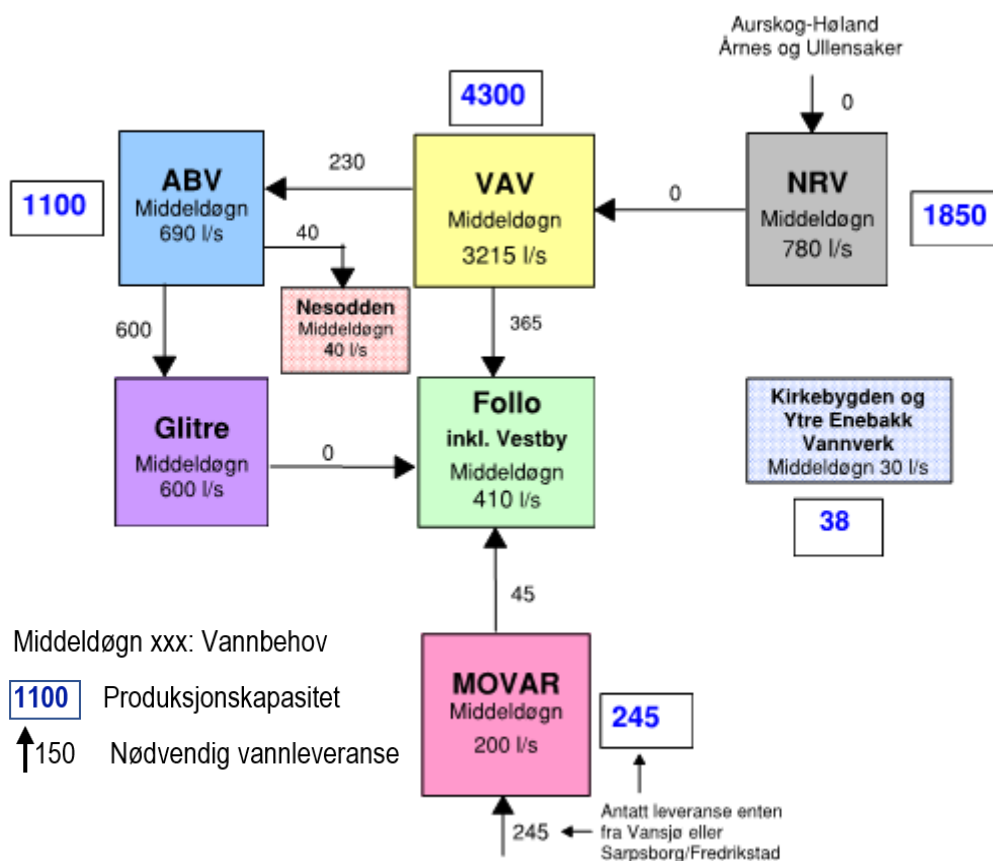 Aurskog-Høland
Årnes og Ullensaker
0
4300
1100
ABV
Middeldøgn
690 l/s
230
VAV
Middeldøgn
3215 l/s
0
NRV
Middeldøgn
780 l/s
1850
40
Nesodden
Middeldøgn
40 l/s
600
365
Glitre
Middeldøgn
600 l/s
0
Follo
inkl. Vestby
Middeldøgn
410 l/s
Kirkebygden og
Ytre Enebakk
Vannverk
Middeldøgn 30 l/s
38
45
MOVAR
Middeldøgn
200 l/s
245
245
Antatt leveranse enten
fra Vansjø eller
Sarpsborg/Fredrikstad
Middeldøgn xxx: Vannbehov
1100 Produksjonskapasitet
150 Nødvendig vannleveranse